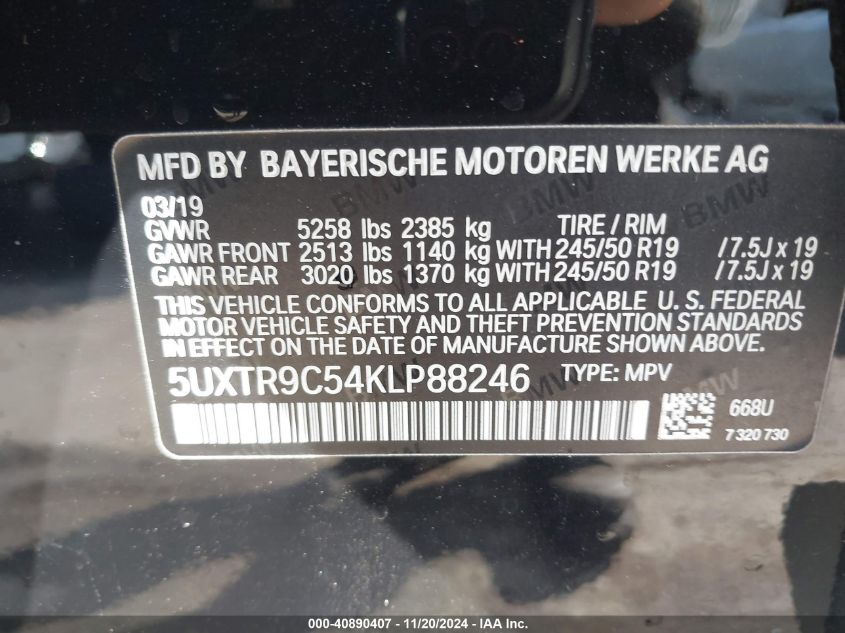 MFD BY BAYERISCHE MOTOREN WERKE AG
03/19
GVWR 5258 lbs 2385 kg TIRE / RIM
GAWR FRONT 2513 lbs 1140 kg WITH 245/50 R19 /7.5J x 19
GAWR REAR 3020 lbs 1370 kg WITH 245/50 R19 /7.5J x 19
THIS VEHICLE CONFORMS TO ALL APPLICABLE U. S. FEDERAL
MOTOR VEHICLE SAFETY AND THEFT PREVENTION STANDARDS
IN EFFECT ON THE DATE OF MANUFACTURE SHOWN ABOVE.
5UXTR9C54KLP88246 TYPE: MPV
668U
7 320 730
000-40890407 - 11/20/2024 - © IAA Holdings, LLC